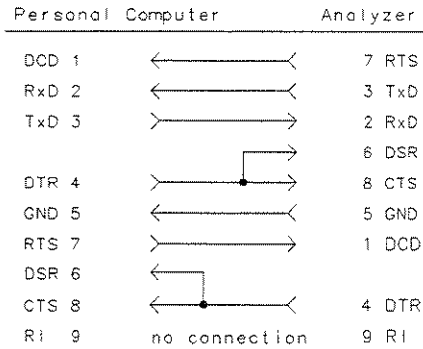 Personal Computer Analyzer
DCD 1 7 RTS
RxD 2 3 TxD
TxD 3 2 RxD
6 DSR
DTR 4 8 CTS
GND 5 5 GND
RTS 7 1 DCD
DSR 6
CTS 8 4 DTR
RI 9 no connection 9 RI